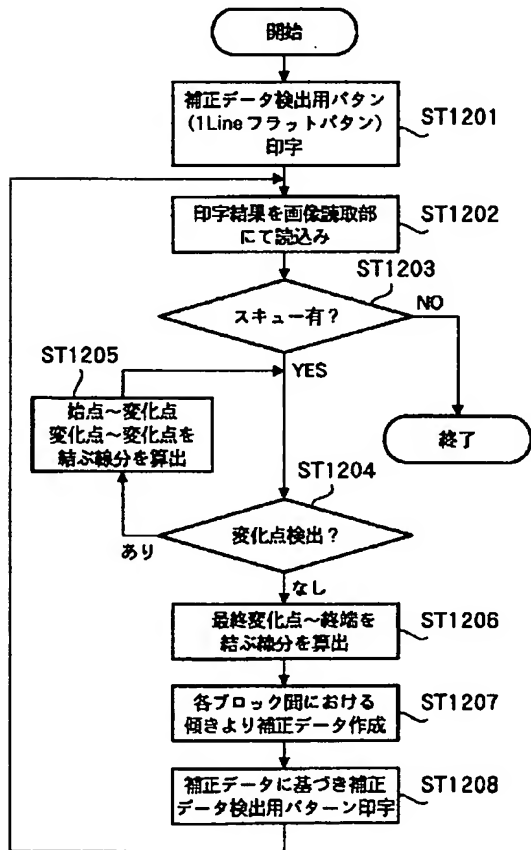 開始
補正データ検出用パタン
(1Lineフラットパタン)
印字
ST1201
印字結果を画像読取部
にて読込み
ST1202
ST1203
スキュー有?
NO
YES
ST1205
始点～変化点
変化点～変化点を
結ぶ線分を算出
終了
ST1204
変化点検出?
あり
なし
最終変化点～終端を
結ぶ線分を算出
ST1206
各ブロック間における
傾きより補正データ作成
ST1207
補正データに基づき補正
データ検出用パターン印字
ST1208